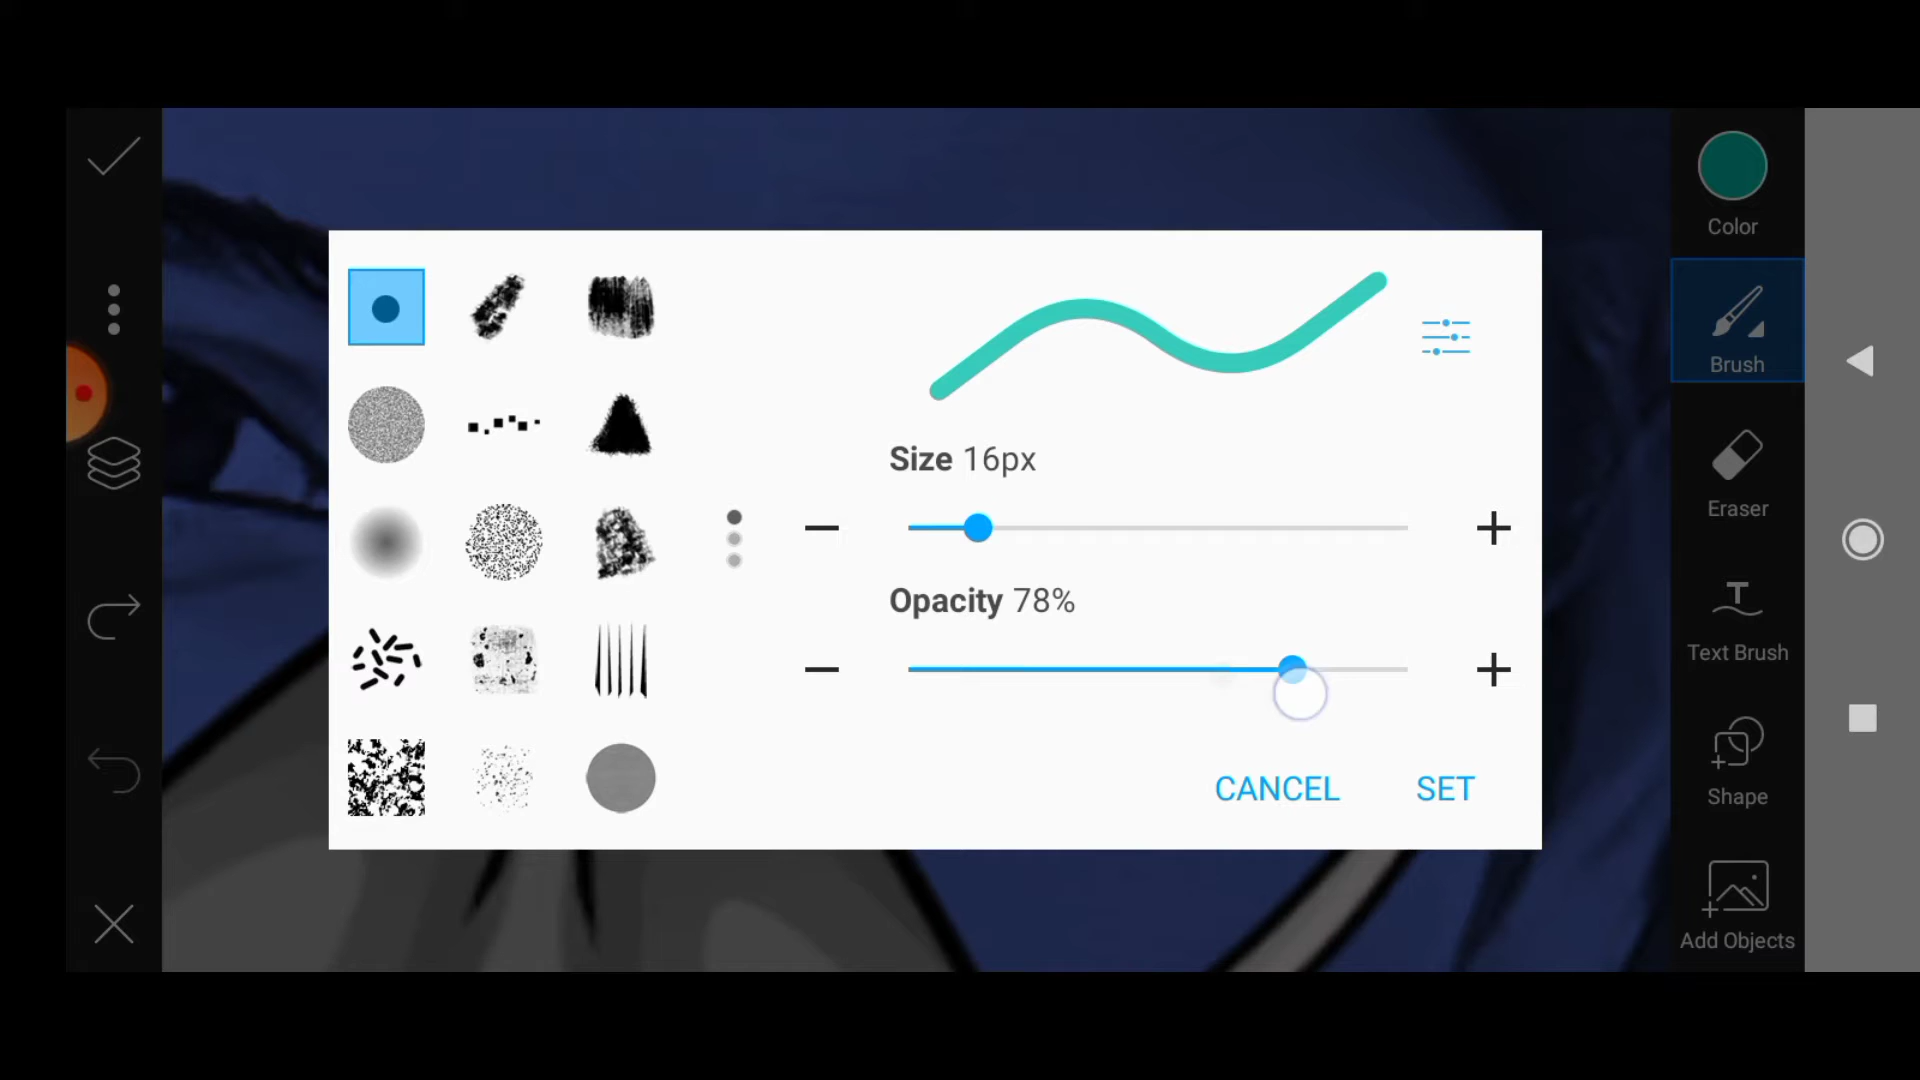 Color
Brush
Size 16px
Eraser
Opacity 78%
Text Brush
CANCEL SET
Shape
Add Objects